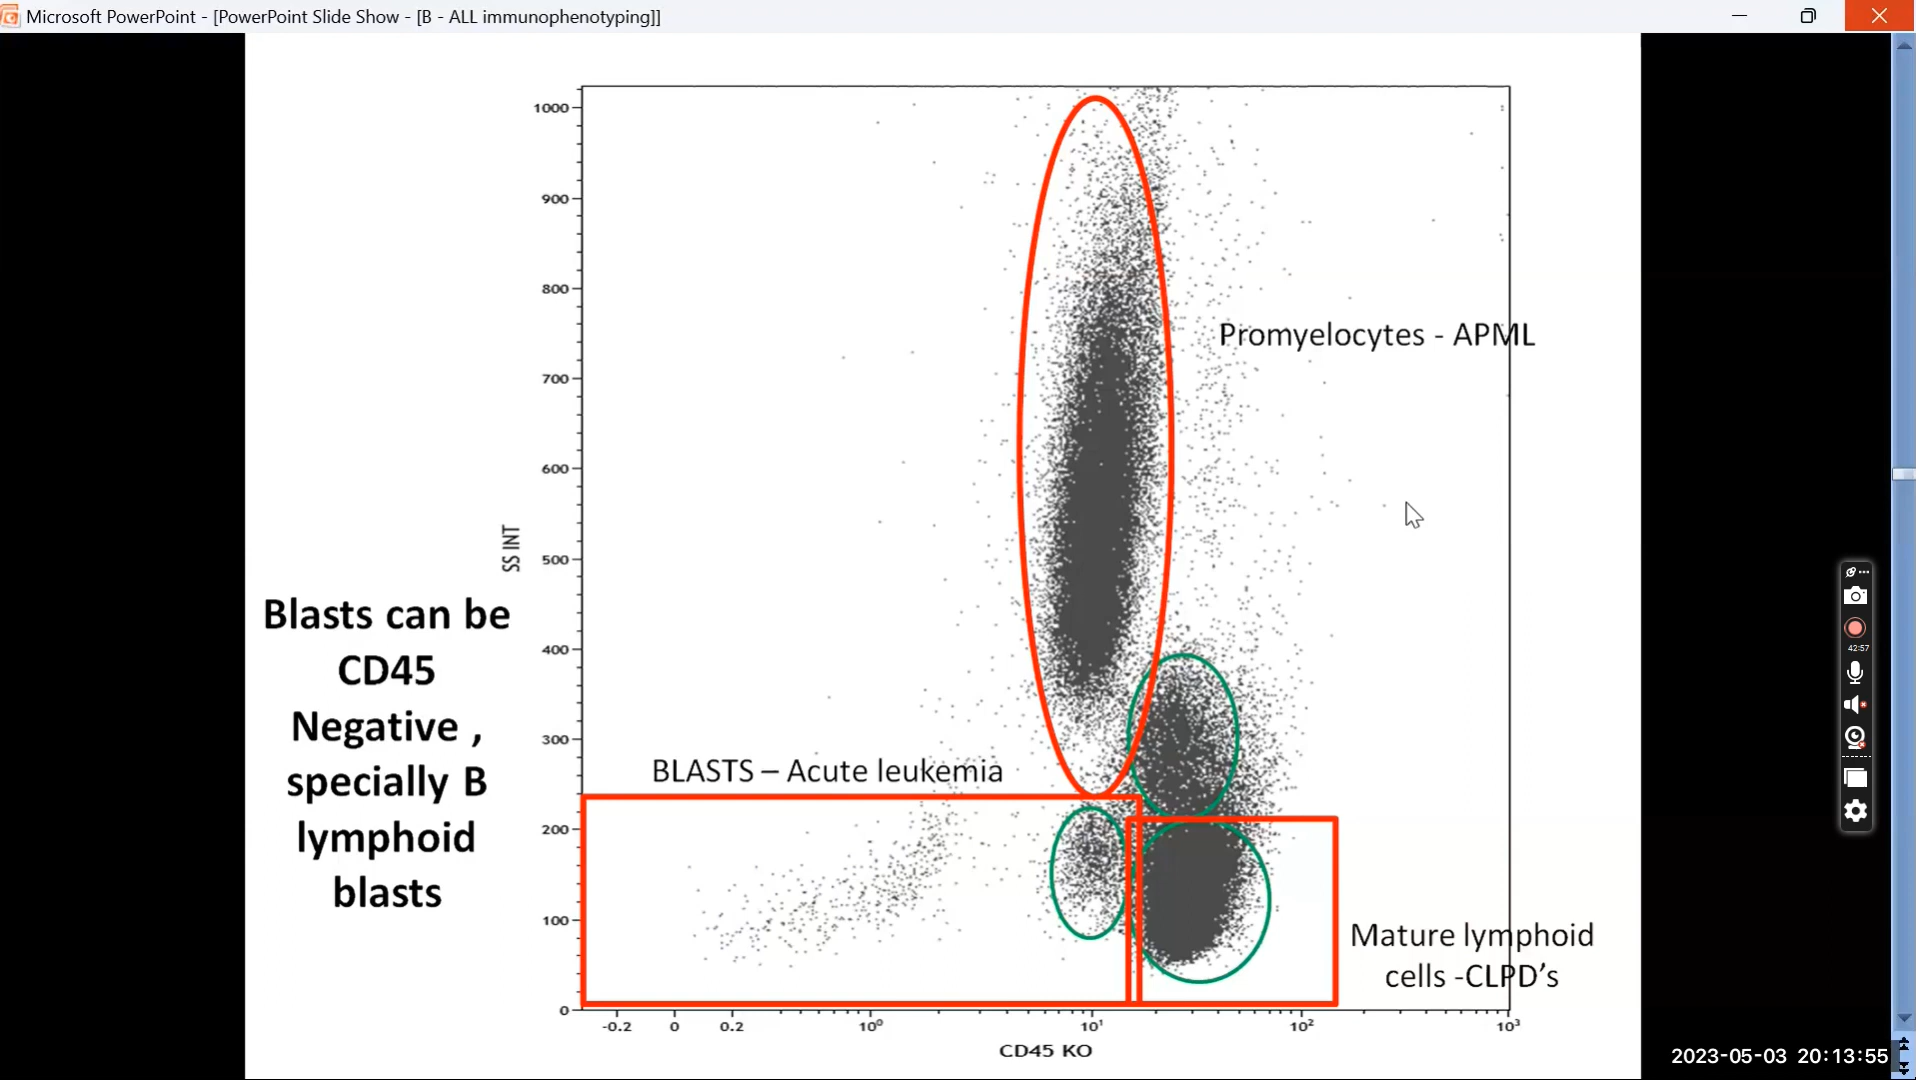 Microsoft PowerPoint - [PowerPoint Slide Show - [B - ALL immunophenotyping]]
1000
900
800
Promyelocytes - APML
700
600
SS INT
500
Blasts can be
CD45
Negative ,
specially B
lymphoid
blasts
400
300
BLASTS – Acute leukemia
200
100
Mature lymphoid
cells -CLPD's
0
-0.2 0 0.2 10⁰ 10¹ 10² 10³
CD45 KO
42:57
2023-05-03 20:13:55